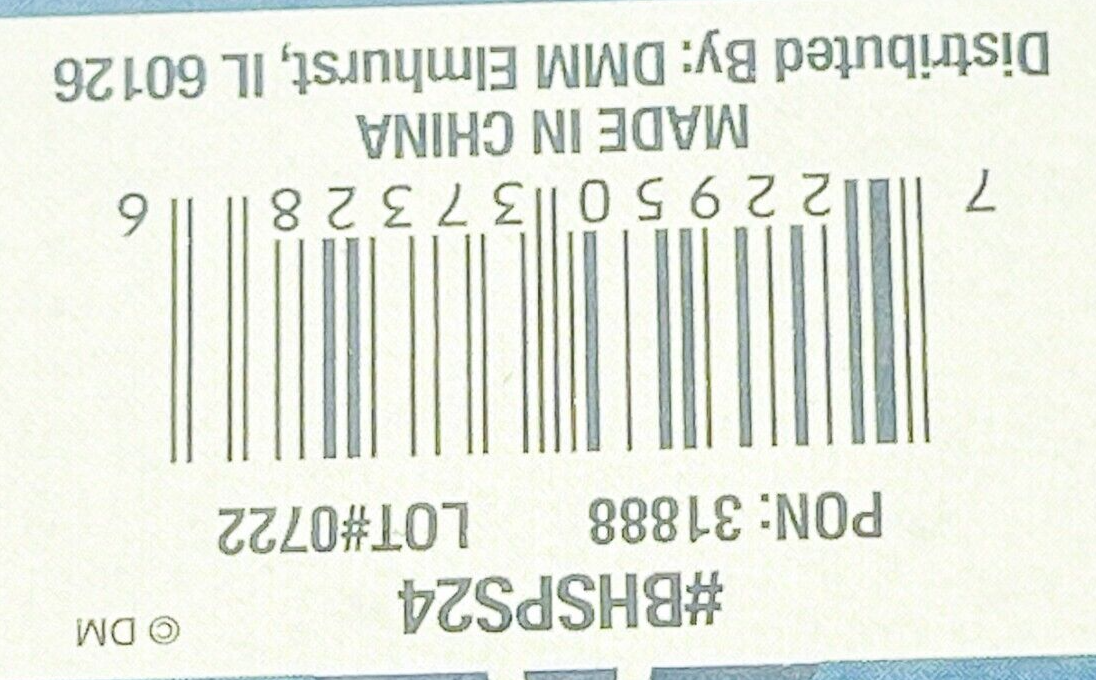 © DM
#BHSPS24
PON: 31888 LOT#0722
7 22950 37328 6
MADE IN CHINA
Distributed By: DMM Elmhurst, IL 60126